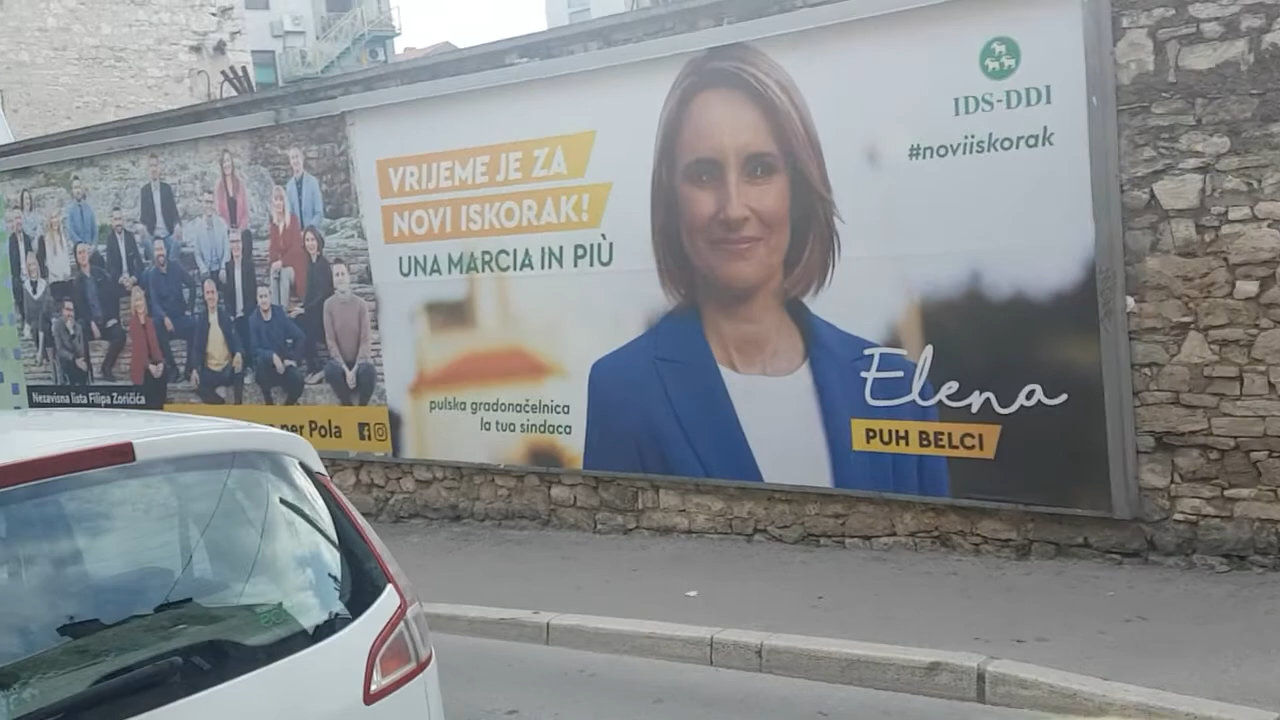 Nezavisna lista Filipa Zoričića
per Pola
VRIJEME JE ZA
NOVI ISKORAK!
UNA MARCIA IN PIÙ
pulska gradonačelnica
la tua sindaca
IDS-DDI
#noviiskorak
Elena
PUH BELCI